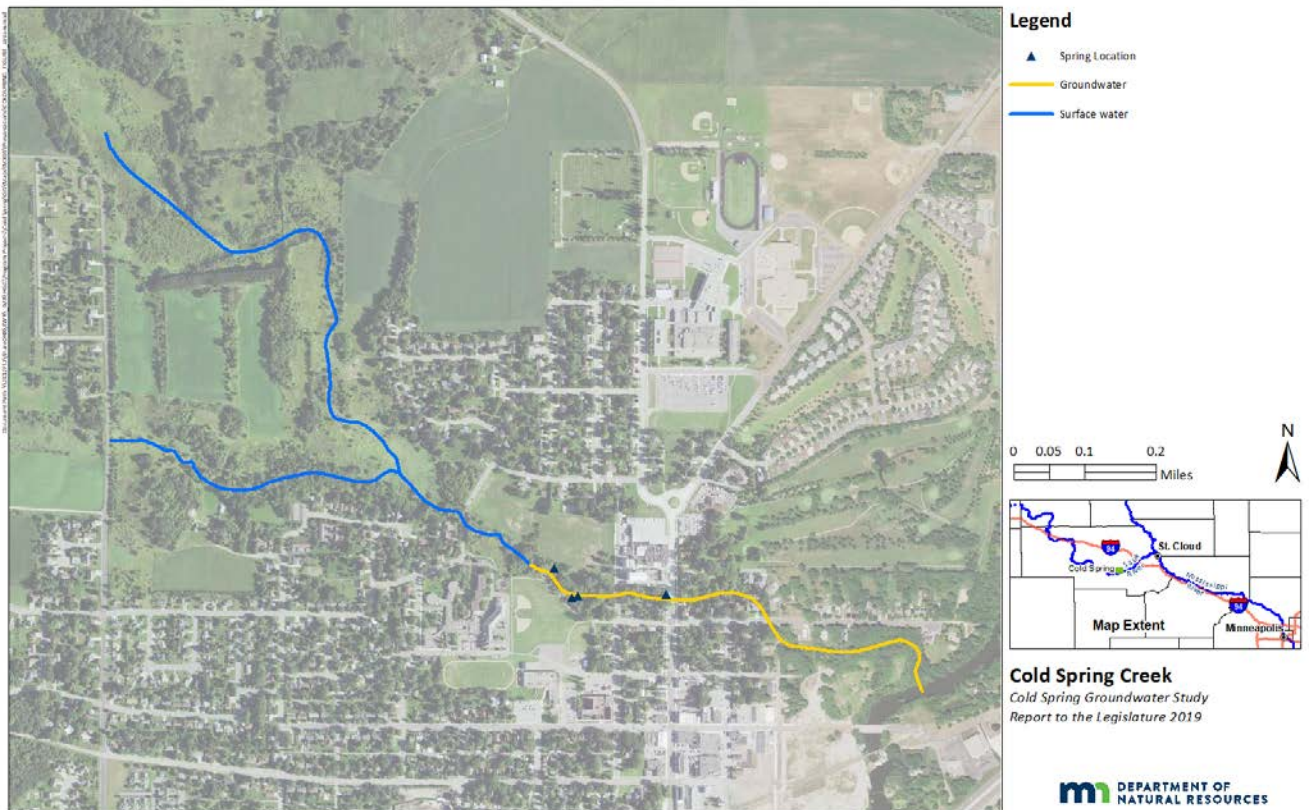 Legend
Spring Location
Groundwater
Surface water
N
0 0.05 0.1 0.2
Miles
94
St. Cloud
Cold Spring
Sauk
River
Mississippi
River
94
Map Extent
Minneapolis
Cold Spring Creek
Cold Spring Groundwater Study
Report to the Legislature 2019
DEPARTMENT OF
NATURAL RESOURCES